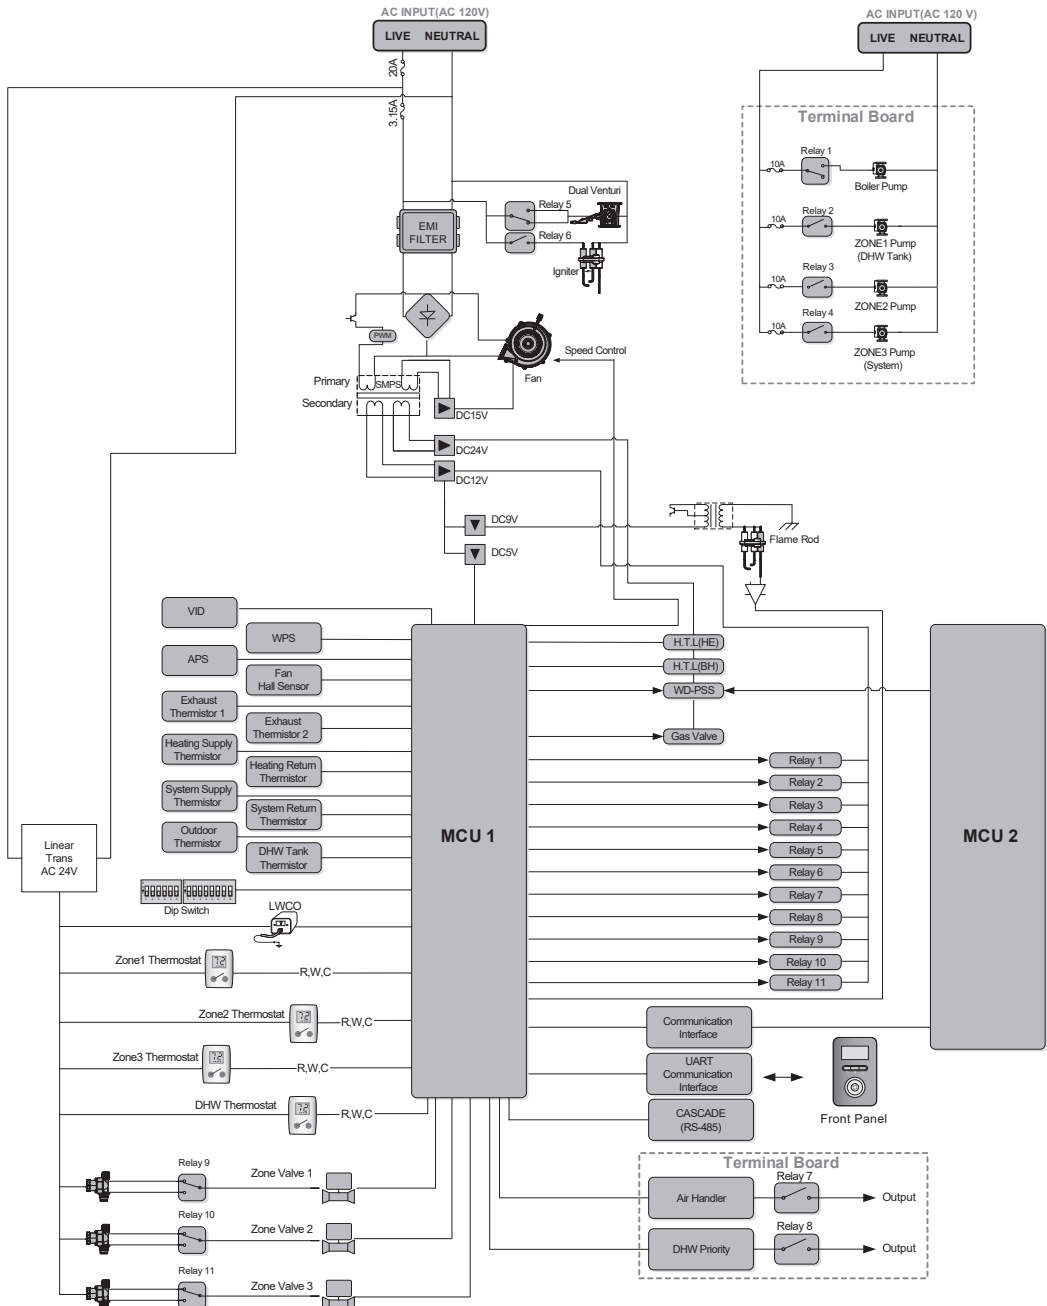 AC INPUT(AC 120V)
LIVE NEUTRAL
AC INPUT(AC 120 V)
LIVE NEUTRAL
20A
3.15A
Terminal Board
10A
Relay 1
Boiler Pump
10A
Relay 2
ZONE1 Pump
(DHW Tank)
10A
Relay 3
ZONE2 Pump
10A
Relay 4
ZONE3 Pump
(System)
EMI
FILTER
Dual Venturi
Relay 5
Relay 6
Igniter
PWM
Fan
Speed Control
Primary
SMPS
Secondary
DC15V
DC24V
DC12V
DC9V
DC5V
Flame Rod
VID
WPS
APS
Fan
Hall Sensor
Exhaust
Thermistor 1
Exhaust
Thermistor 2
Heating Supply
Thermistor
Heating Return
Thermistor
System Supply
Thermistor
System Return
Thermistor
Outdoor
Thermistor
DHW Tank
Thermistor
Dip Switch
LWCO
Linear
Trans
AC 24V
MCU 1
MCU 2
H.T.L(HE)
H.T.L(BH)
WD-PSS
Gas Valve
Relay 1
Relay 2
Relay 3
Relay 4
Relay 5
Relay 6
Relay 7
Relay 8
Relay 9
Relay 10
Relay 11
Zone1 Thermostat
R,W,C
Zone2 Thermostat
R,W,C
Zone3 Thermostat
R,W,C
DHW Thermostat
R,W,C
Communication
Interface
UART
Communication
Interface
CASCADE
(RS-485)
Front Panel
Relay 9
Zone Valve 1
Relay 10
Zone Valve 2
Relay 11
Zone Valve 3
Terminal Board
Air Handler
Relay 7
Output
DHW Priority
Relay 8
Output